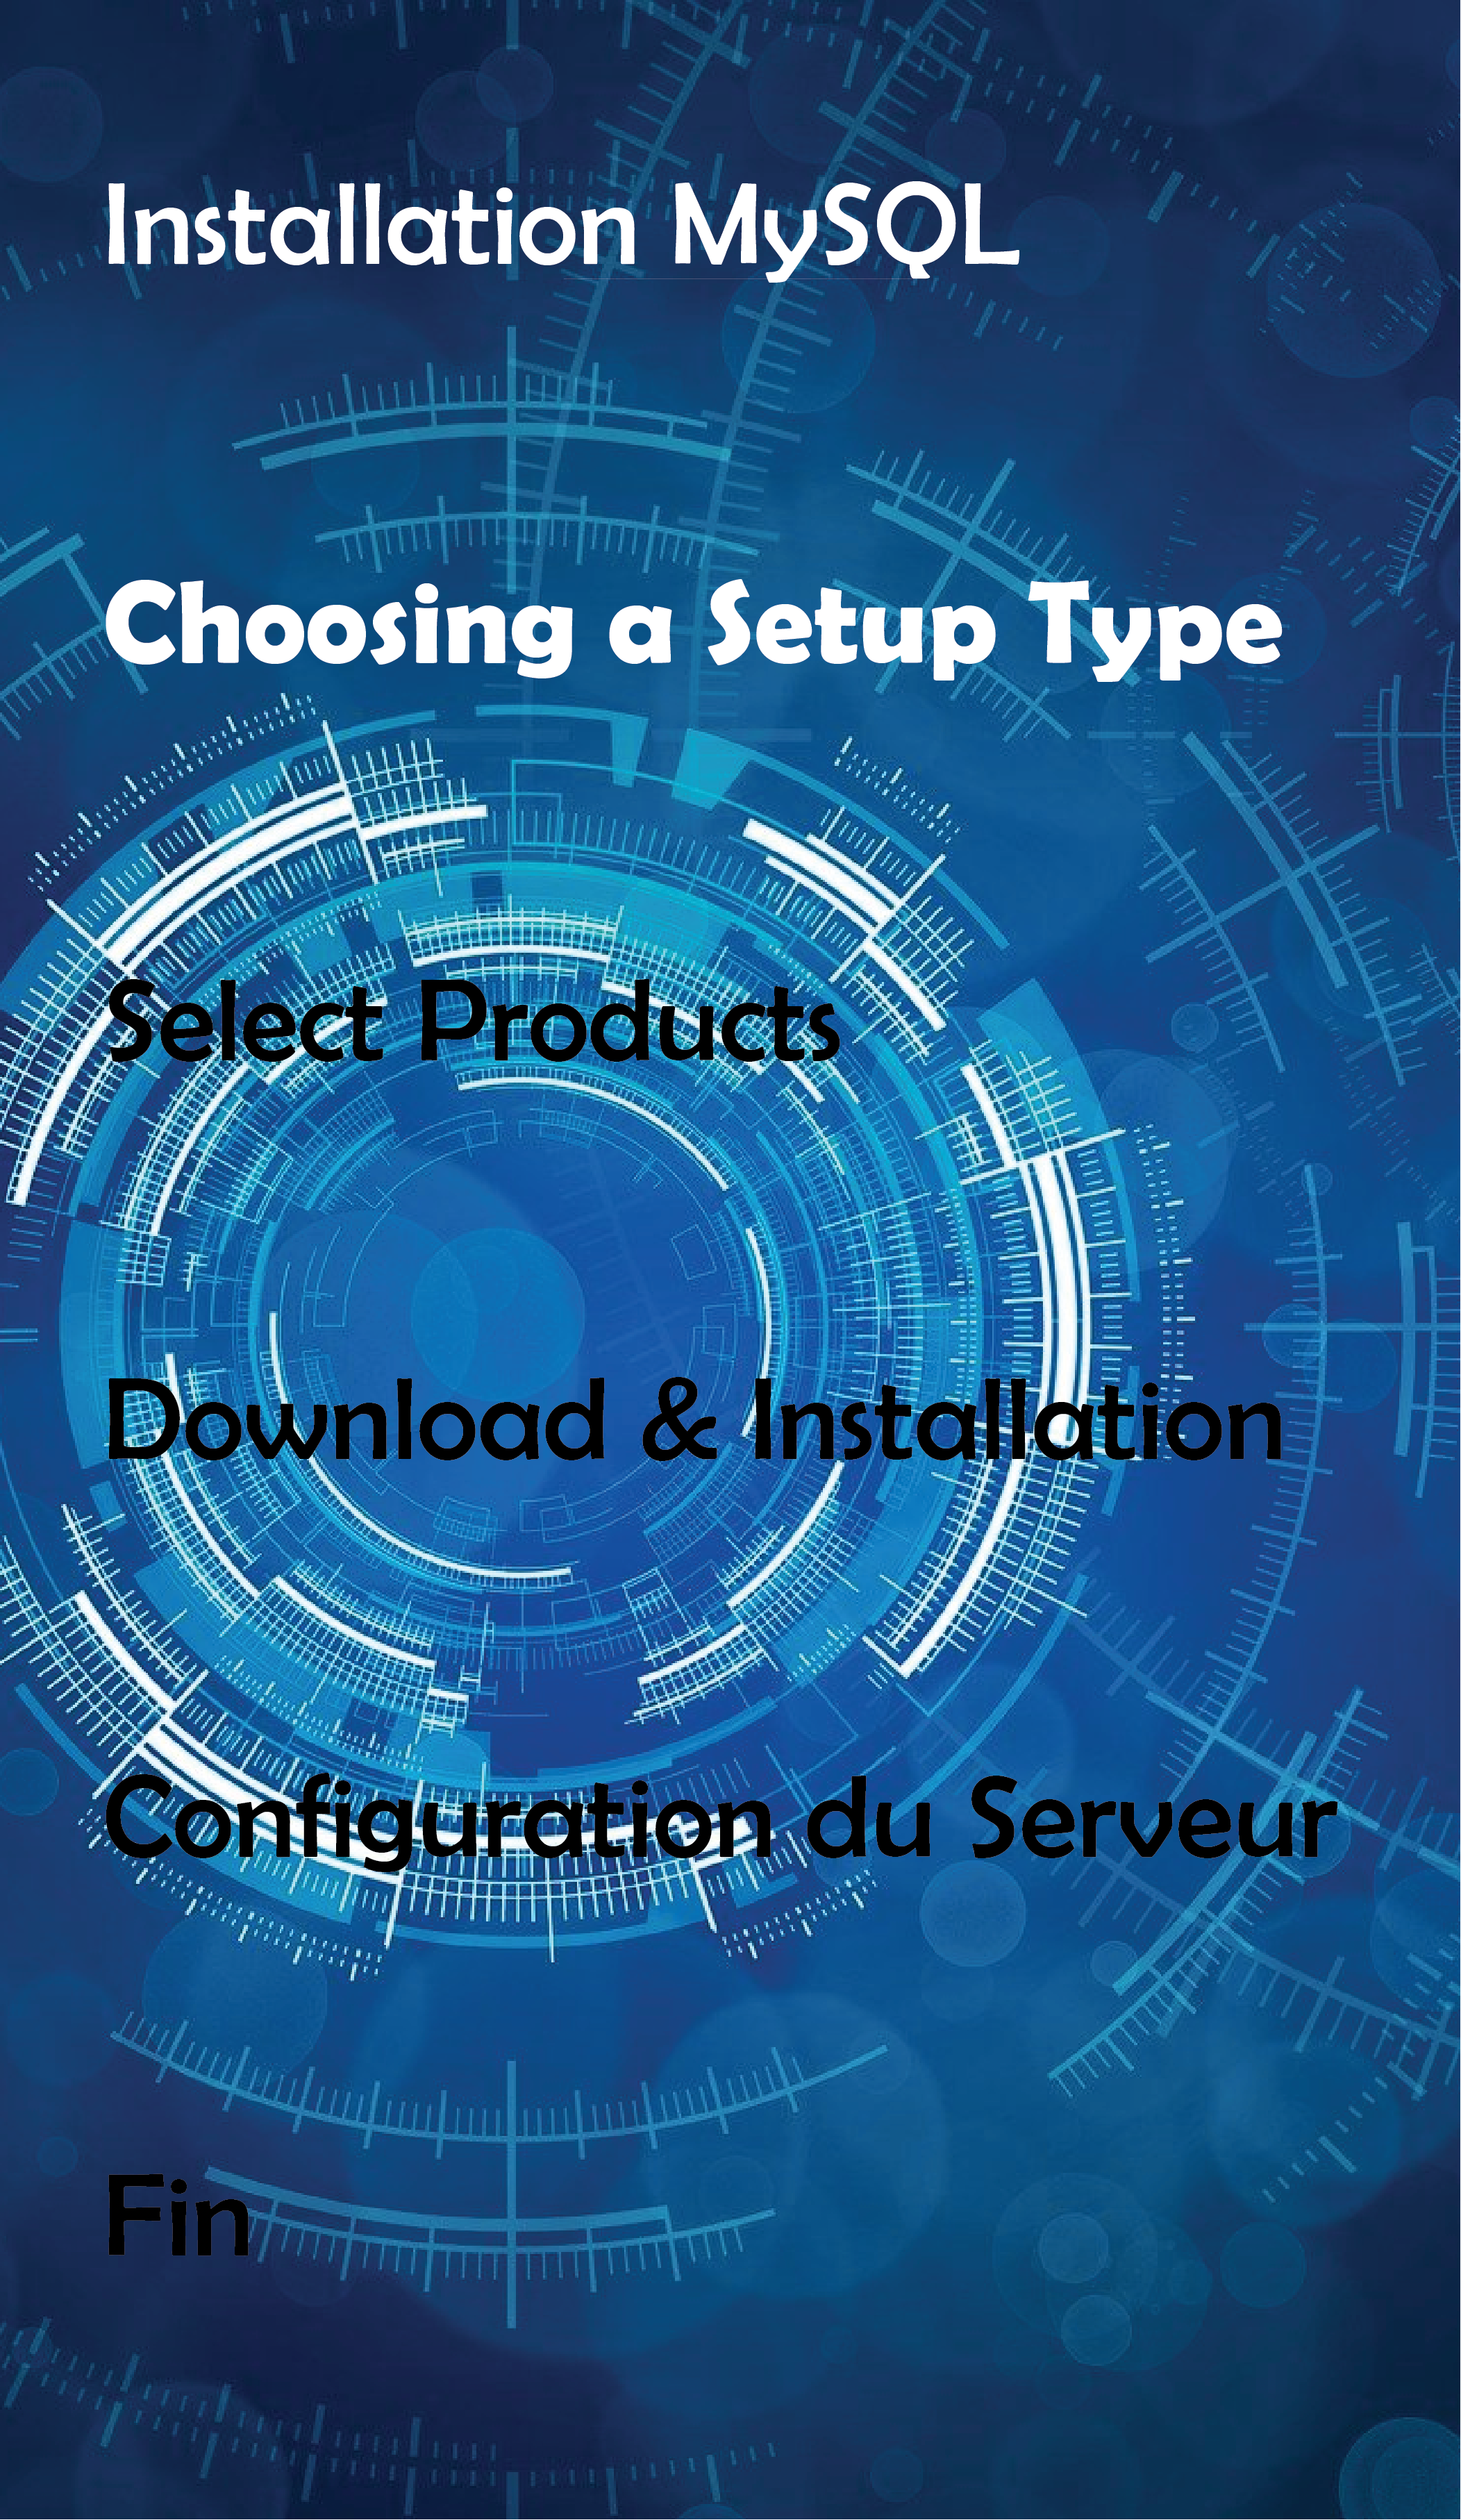 Installation MySQL
Choosing a Setup Type
Select Products
Download & Installation
Configuration du Serveur
Fin